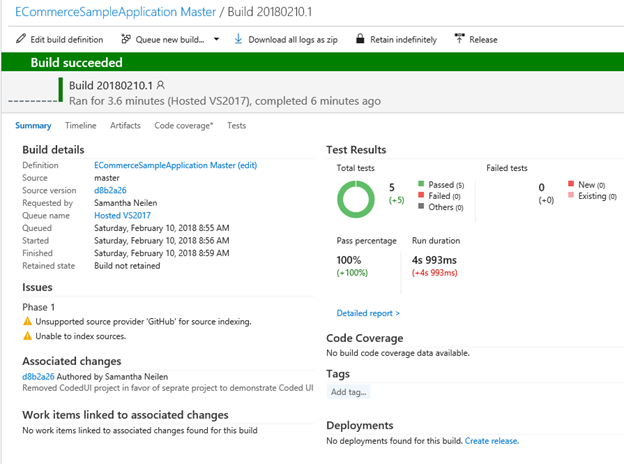 ECommerceSampleApplication Master / Build 20180210.1
Edit build definition Queue new build... Download all logs as zip Retain indefinitely Release
Build succeeded
Build 20180210.1
Ran for 3.6 minutes (Hosted VS2017), completed 6 minutes ago
Summary Timeline Artifacts Code coverage* Tests
Build details
Definition ECommerceSampleApplication Master (edit)
Source master
Source version d8b2a26
Requested by Samantha Neilen
Queue name Hosted VS2017
Queued Saturday, February 10, 2018 8:55 AM
Started Saturday, February 10, 2018 8:56 AM
Finished Saturday, February 10, 2018 8:59 AM
Retained state Build not retained
Issues
Phase 1
Unsupported source provider 'GitHub' for source indexing.
Unable to index sources.
Associated changes
d8b2a26 Authored by Samantha Neilen
Removed CodedUI project in favor of seprate project to demonstrate Coded UI
Work items linked to associated changes
No work items linked to associated changes found for this build
Test Results
Total tests
5
(+5)
Passed (5)
Failed (0)
Others (0)
Failed tests
0
(+0)
New (0)
Existing (0)
Pass percentage
100%
(+100%)
Run duration
4s 993ms
(+4s 993ms)
Detailed report >
Code Coverage
No build code coverage data available.
Tags
Add tag...
Deployments
No deployments found for this build. Create release.